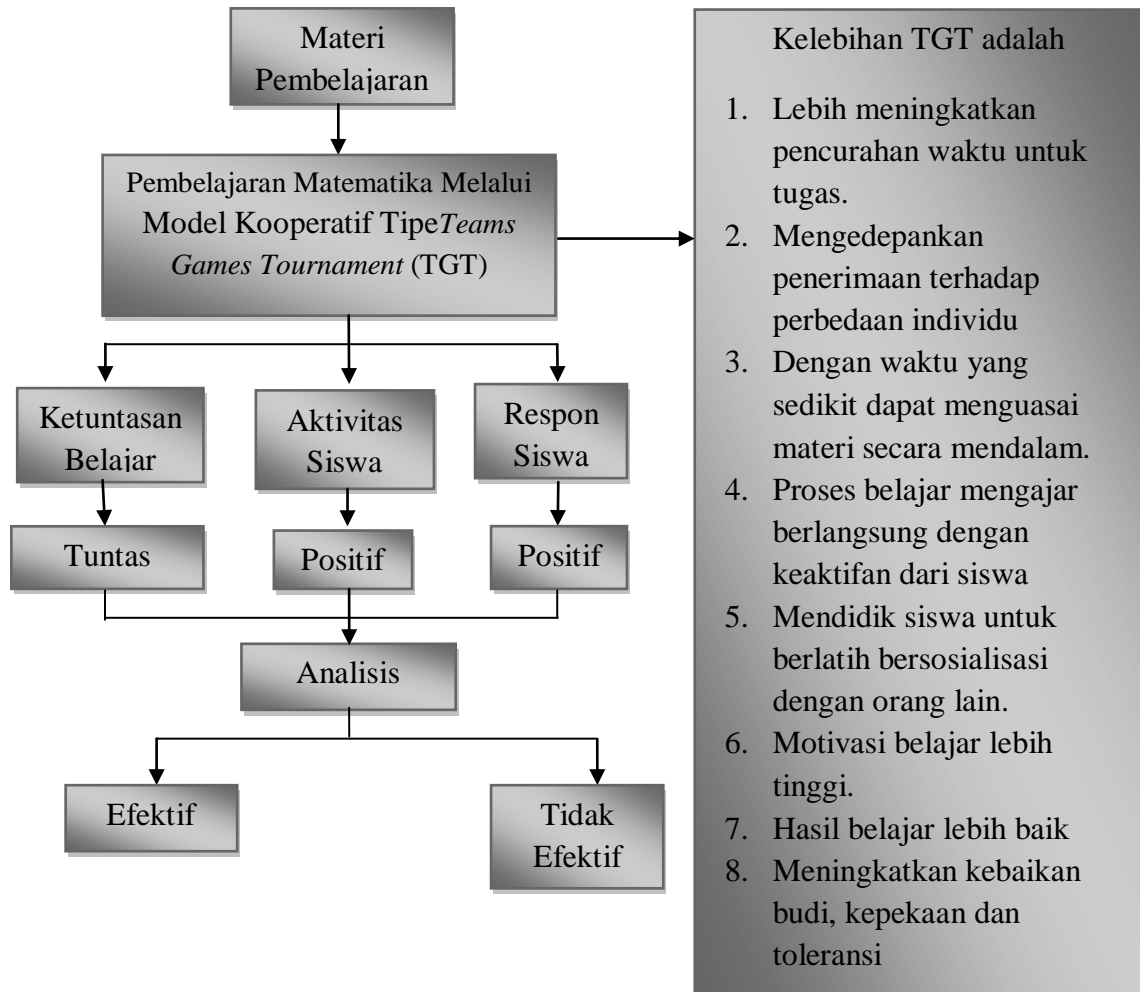 Materi
Pembelajaran
Pembelajaran Matematika Melalui
Model Kooperatif TipeTeams
Games Tournament (TGT)
Ketuntasan
Belajar
Aktivitas
Siswa
Respon
Siswa
Tuntas
Positif
Positif
Analisis
Efektif
Tidak
Efektif
Kelebihan TGT adalah
1. Lebih meningkatkan
pencurahan waktu untuk
tugas.
2. Mengedepankan
penerimaan terhadap
perbedaan individu
3. Dengan waktu yang
sedikit dapat menguasai
materi secara mendalam.
4. Proses belajar mengajar
berlangsung dengan
keaktifan dari siswa
5. Mendidik siswa untuk
berlatih bersosialisasi
dengan orang lain.
6. Motivasi belajar lebih
tinggi.
7. Hasil belajar lebih baik
8. Meningkatkan kebaikan
budi, kepekaan dan
toleransi